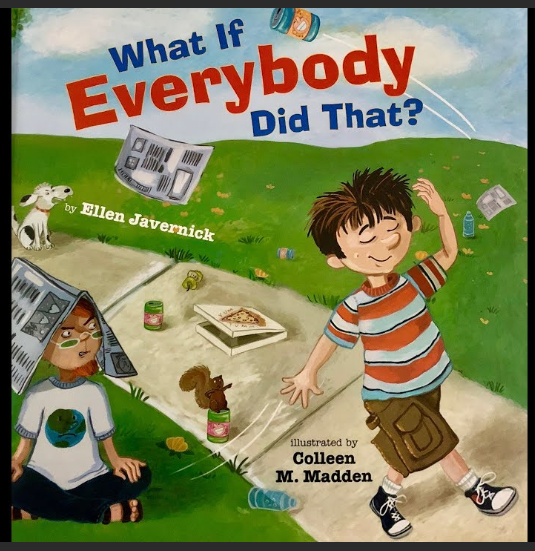 What If
Everybody
Did That?
by Ellen Javernick
illustrated by
Colleen
M. Madden